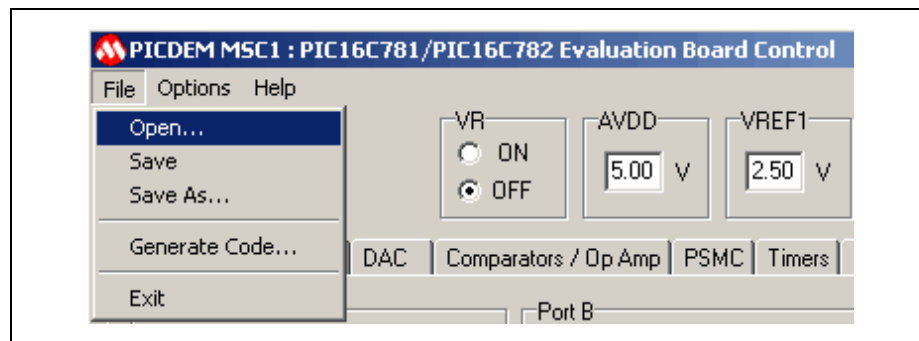 PICDEM MSC1 : PIC16C781/PIC16C782 Evaluation Board Control
File Options Help
Open...
Save
Save As...
Generate Code...
Exit
VR
ON
OFF
AVDD
5.00 V
VREF1
2.50 V
DAC Comparators / Op Amp PSMC Timers
Port B